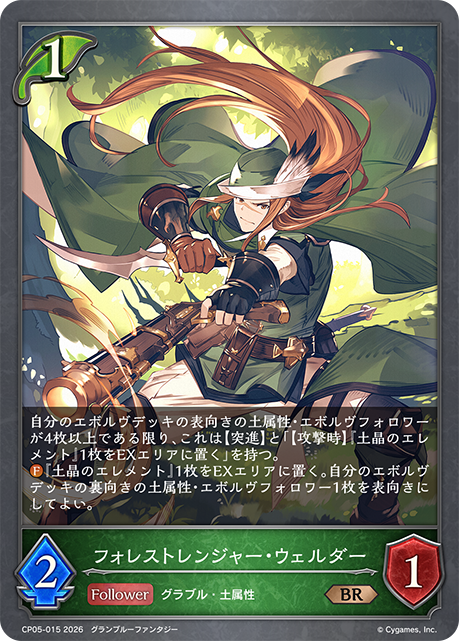 1
自分のエボルヴデッキの表向きの土属性・エボルヴフォロワー
が4枚以上である限り、これは【突進】と「【攻撃時】『土晶のエレ
メント』1枚をEXエリアに置く」を持つ。
F『土晶のエレメント』1枚をEXエリアに置く。自分のエボルヴ
デッキの裏向きの土属性・エボルヴフォロワー1枚を表向きに
してよい。
フォレストレンジャー・ウェルダー
2
Follower グラブル・土属性 BR
1
CP05-015 2026 グランブルーファンタジー © Cygames, Inc.